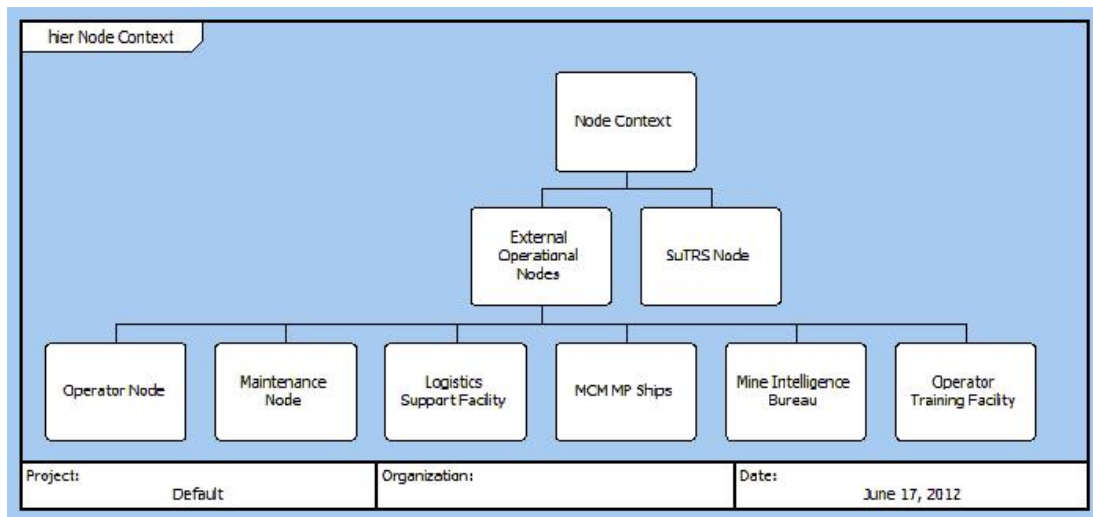 hier Node Context
Node Context
External
Operational
Nodes
SuTRS Node
Operator Node
Maintenance
Node
Logistics
Support Facility
MCM MP Ships
Mine Intelligence
Bureau
Operator
Training Facility
Project:
Default
Organization:
Date:
June 17, 2012